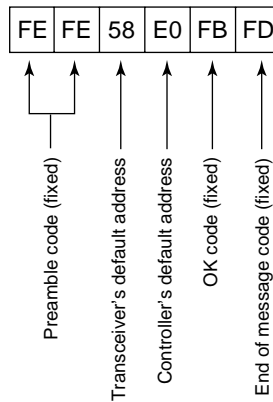 FE FE 58 E0 FB FD
Preamble code (fixed)
Transceiver's default address
Controller's default address
OK code (fixed)
End of message code (fixed)